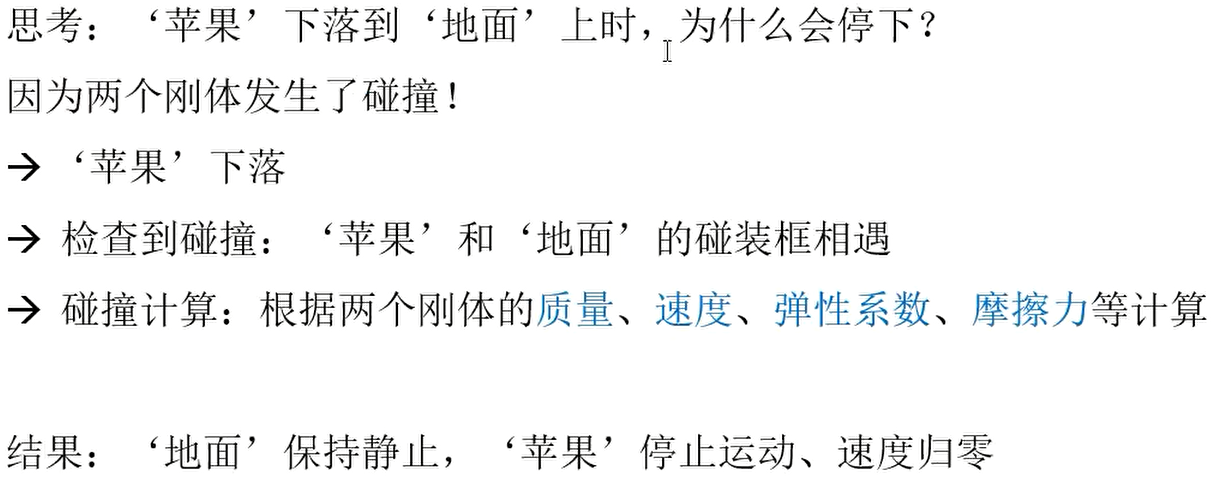 思考：‘苹果’下落到‘地面’上时，为什么会停下？
因为两个刚体发生了碰撞！
→ ‘苹果’下落
→ 检查到碰撞：‘苹果’和‘地面’的碰装框相遇
→ 碰撞计算：根据两个刚体的质量、速度、弹性系数、摩擦力等计算
结果：‘地面’保持静止，‘苹果’停止运动、速度归零